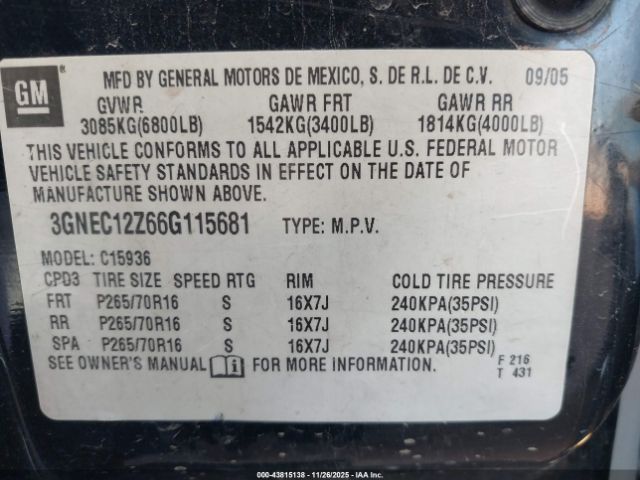 GM
MFD BY GENERAL MOTORS DE MEXICO, S. DE R.L. DE C.V. 09/05
GVWR GAWR FRT GAWR RR
3085KG(6800LB) 1542KG(3400LB) 1814KG(4000LB)
THIS VEHICLE CONFORMS TO ALL APPLICABLE U.S. FEDERAL MOTOR
VEHICLE SAFETY STANDARDS IN EFFECT ON THE DATE OF
MANUFACTURE SHOWN ABOVE.
3GNEC12Z66G115681 TYPE: M.P.V.
MODEL: C15936
CPD3 TIRE SIZE SPEED RTG RIM COLD TIRE PRESSURE
FRT P265/70R16 S 16X7J 240KPA(35PSI)
RR P265/70R16 S 16X7J 240KPA(35PSI)
SPA P265/70R16 S 16X7J 240KPA(35PSI)
SEE OWNER'S MANUAL FOR MORE INFORMATION.
F 216
T 431
000-43815138 - 11/26/2025 - IAA Inc.